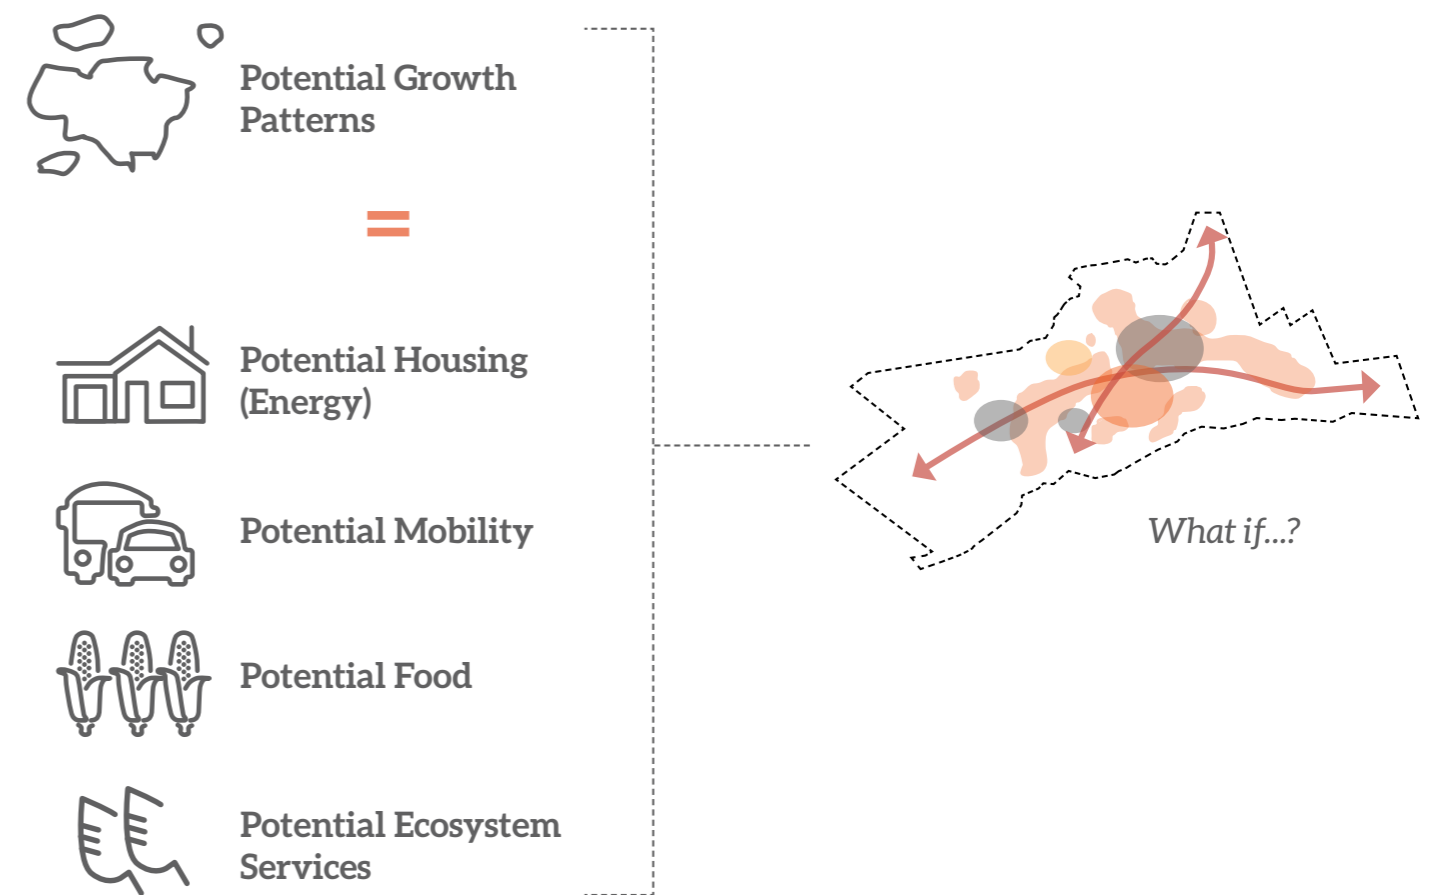 Potential Growth
Patterns
=
Potential Housing
(Energy)
Potential Mobility
Potential Food
Potential Ecosystem
Services
What if...?